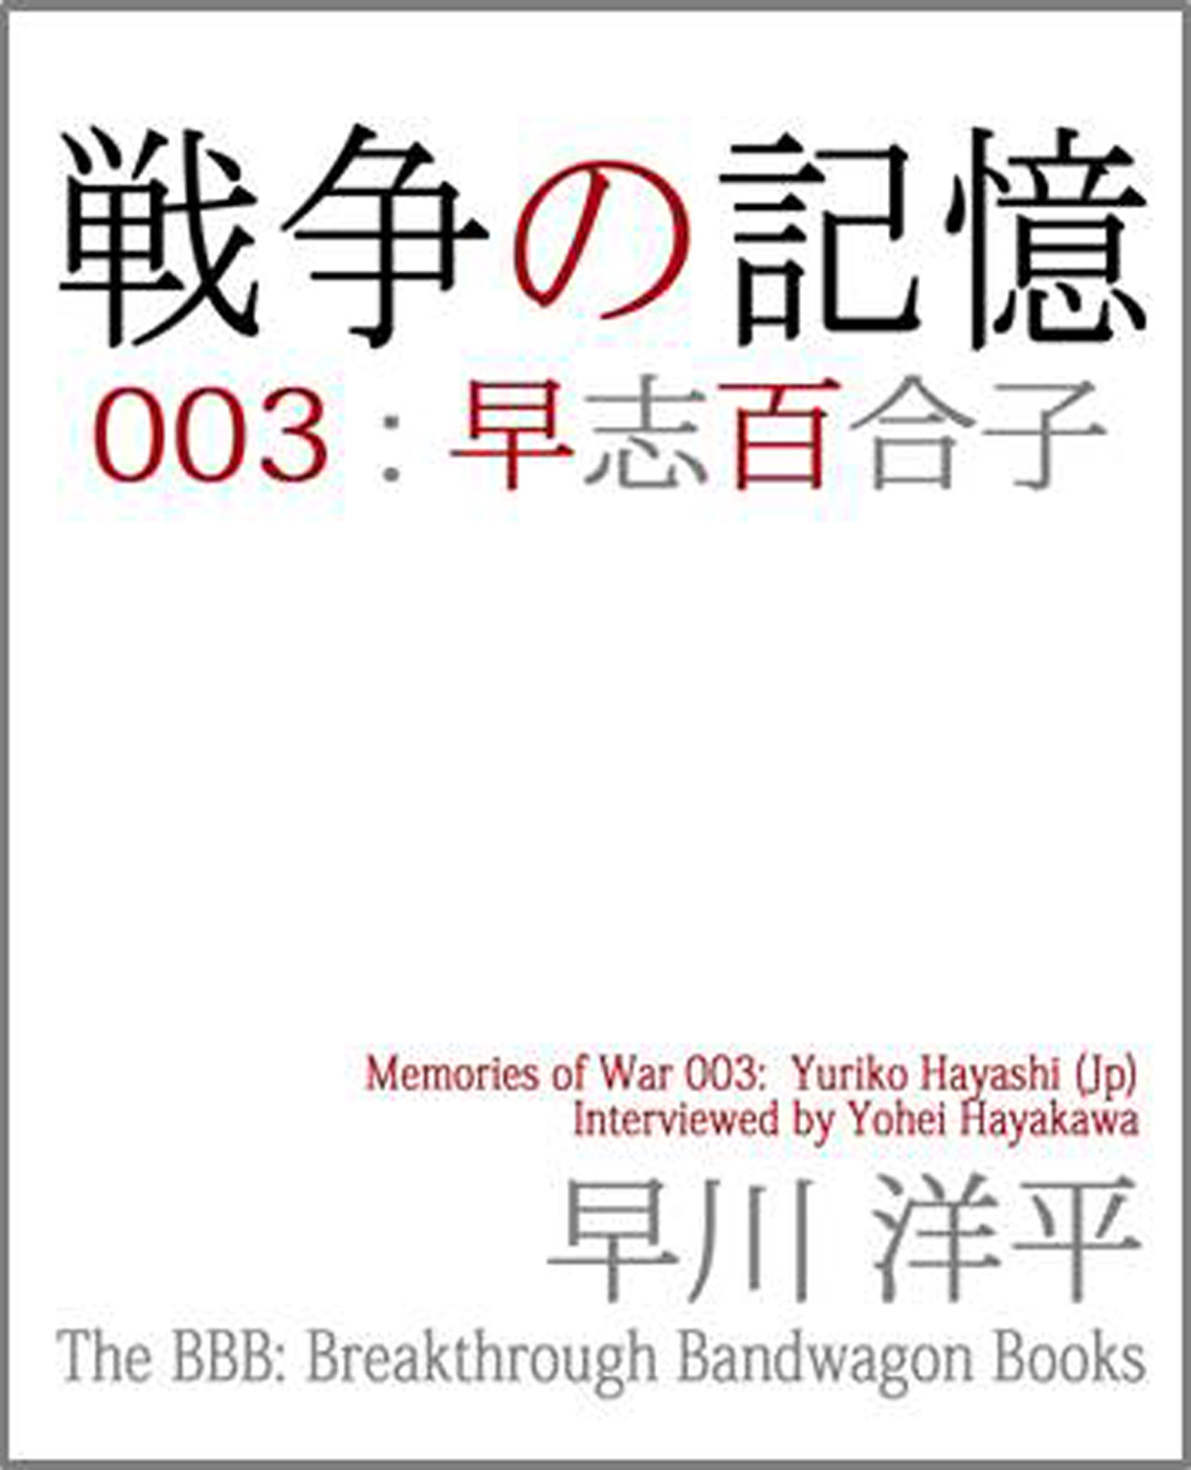 戦争の記憶
003：早志百合子
Memories of War 003: Yuriko Hayashi (Jp)
Interviewed by Yohei Hayakawa
早川 洋平
The BBB: Breakthrough Bandwagon Books